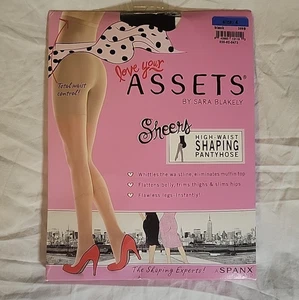 love your
ASSETS®
BY SARA BLAKELY
Total waist
control!
Sheers
HIGH-WAIST
SHAPING
PANTYHOSE
Whittles the waistline, eliminates muffin top
Flattens belly, trims thighs & slims hips
Flawless legs. Instantly!
The Shaping Experts!
SPANX